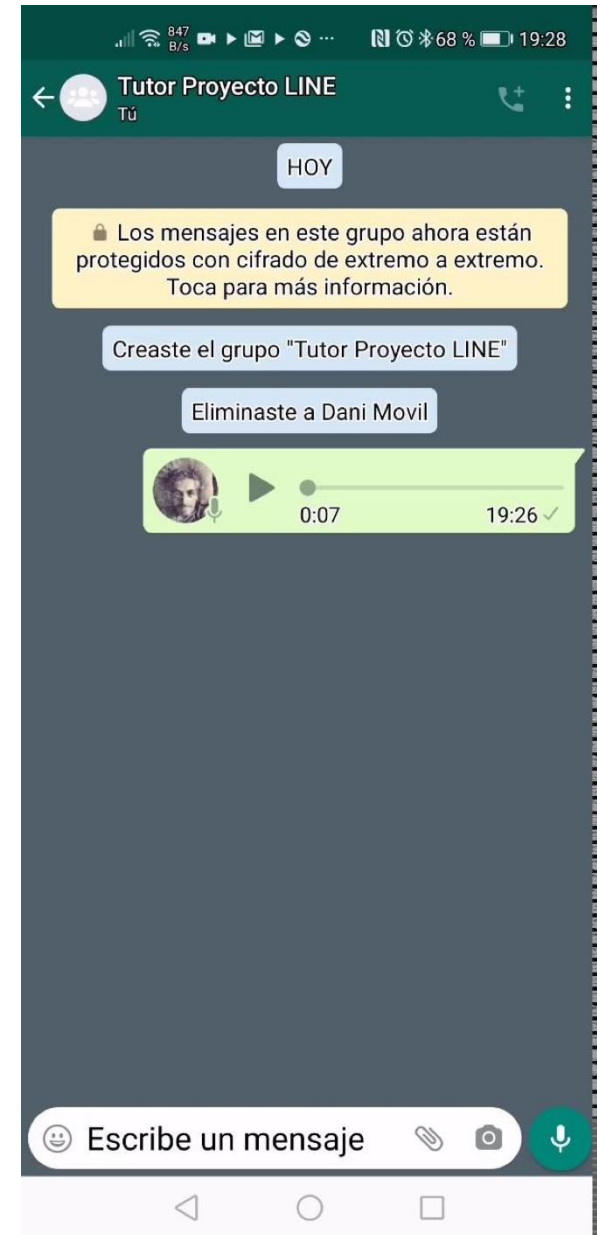 847 B/s 68 % 19:28
Tutor Proyecto LINE
Tú
HOY
Los mensajes en este grupo ahora están
protegidos con cifrado de extremo a extremo.
Toca para más información.
Creaste el grupo "Tutor Proyecto LINE"
Eliminaste a Dani Movil
0:07 19:26
Escribe un mensaje